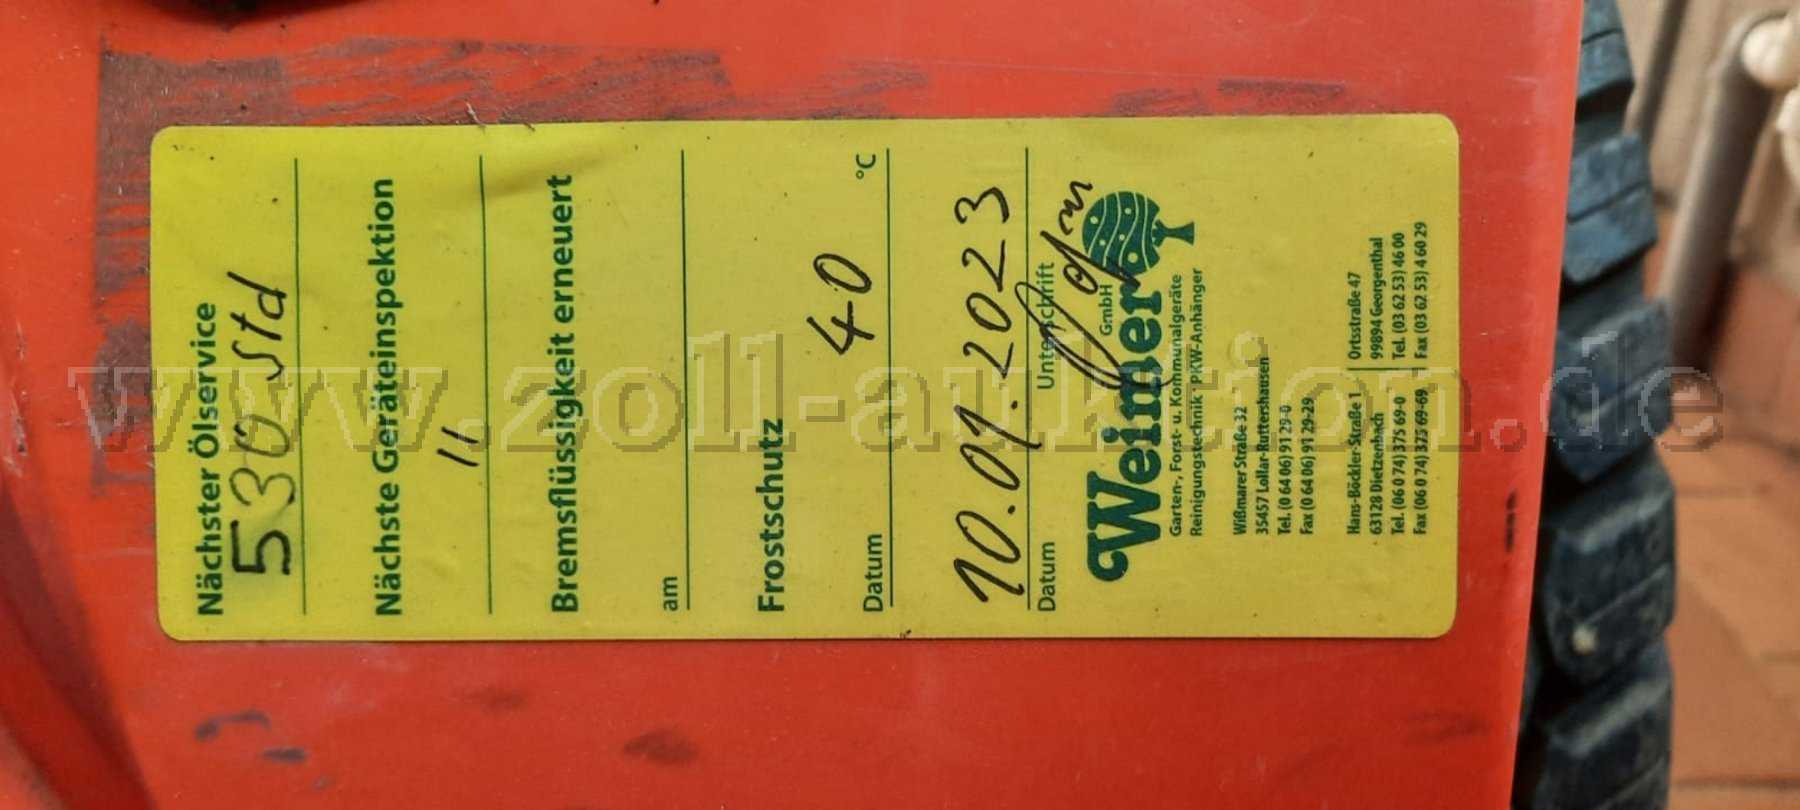 Nächster Ölservice
530 Std
Nächste Geräteinspektion
"
Bremsflüssigkeit erneuert
am
Frostschutz
40 °C
Datum
10.01.2023
Datum Unterschrift
Weimer GmbH
Garten-, Forst- u. Kommunalgeräte
Reinigungstechnik · PKW-Anhänger
Wißmarer Straße 32
35457 Lollar-Ruttershausen
Tel. (0 64 06) 91 29-0
Fax (0 64 06) 91 29-29
Hans-Böckler-Straße 1
63128 Dietzenbach
Tel. (06 0 74) 375 69-0
Fax (06 0 74) 375 69-69
Ortsstraße 47
99894 Georgenthal
Tel. (03 62 53) 46 00
Fax (03 62 53) 4 60 29
www.zoll-auktion.de